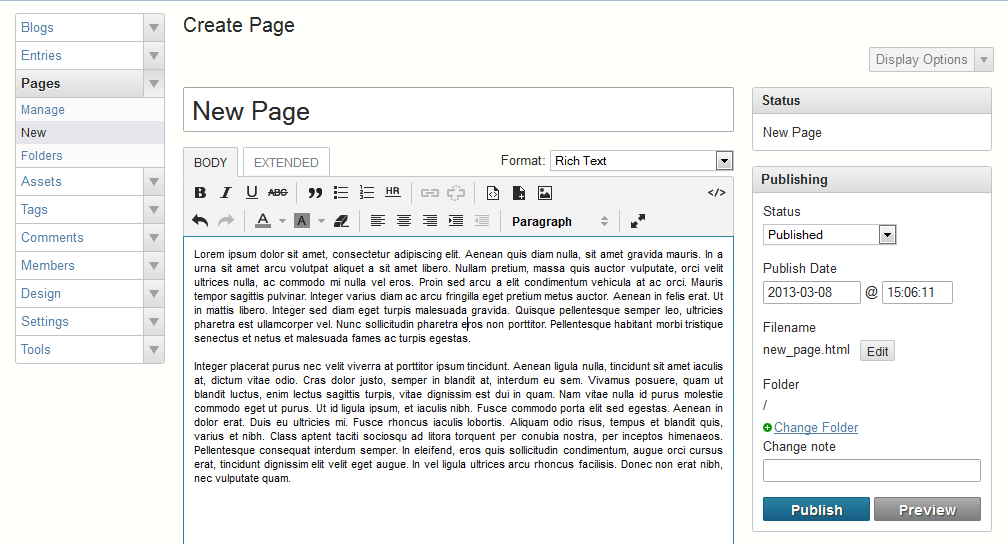 Blogs
Entries
Pages
Manage
New
Folders
Assets
Tags
Comments
Members
Design
Settings
Tools
Create Page
Display Options
New Page
BODY
EXTENDED
Format: Rich Text
B I U ABC HR </>
A A Paragraph
Lorem ipsum dolor sit amet, consectetur adipiscing elit. Aenean quis diam nulla, sit amet gravida mauris. In a
urna sit amet arcu volutpat aliquet a sit amet libero. Nullam pretium, massa quis auctor vulputate, orci velit
ultrices nulla, ac commodo mi nulla vel eros. Proin sed arcu a elit condimentum vehicula at ac orci. Mauris
tempor sagittis pulvinar. Integer varius diam ac arcu fringilla eget pretium metus auctor. Aenean in felis erat. Ut
in mattis libero. Integer sed diam eget turpis malesuada gravida. Quisque pellentesque semper leo, ultricies
pharetra est ullamcorper vel. Nunc sollicitudin pharetra eros non porttitor. Pellentesque habitant morbi tristique
senectus et netus et malesuada fames ac turpis egestas.
Integer placerat purus nec velit viverra at porttitor ipsum tincidunt. Aenean ligula nulla, tincidunt sit amet iaculis
at, dictum vitae odio. Cras dolor justo, semper in blandit at, interdum eu sem. Vivamus posuere, quam ut
blandit luctus, enim lectus sagittis turpis, vitae dignissim est dui in quam. Nam vitae nulla id purus molestie
commodo eget ut purus. Ut id ligula ipsum, et iaculis nibh. Fusce commodo porta elit sed egestas. Aenean in
dolor erat. Duis eu ultricies mi. Fusce rhoncus iaculis lobortis. Aliquam odio risus, tempus et blandit quis,
varius et nibh. Class aptent taciti sociosqu ad litora torquent per conubia nostra, per inceptos himenaeos.
Pellentesque consequat interdum semper. In eleifend, eros quis sollicitudin condimentum, augue orci cursus
erat, tincidunt dignissim elit velit eget augue. In vel ligula ultrices arcu rhoncus facilisis. Donec non erat nibh,
nec vulputate quam.
Status
New Page
Publishing
Status
Published
Publish Date
2013-03-08 @ 15:06:11
Filename
new_page.html Edit
Folder
/
Change Folder
Change note
Publish Preview